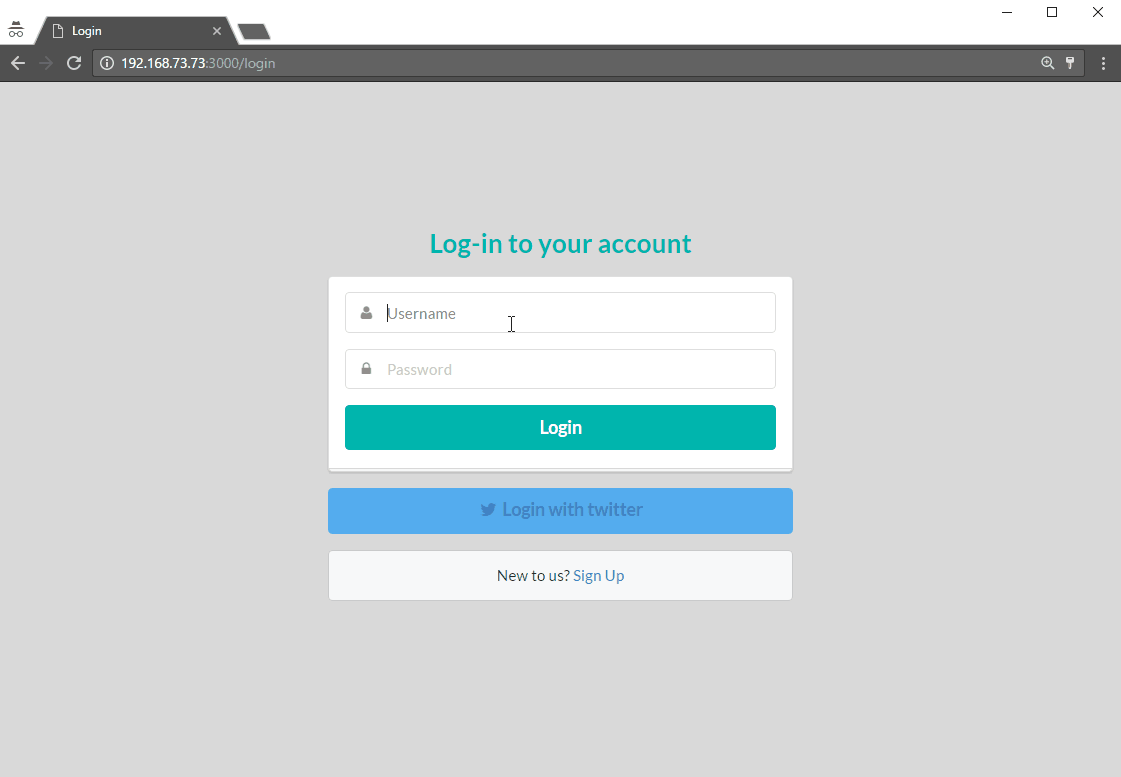 Login
192.168.73.73:3000/login
Log-in to your account
Username
Password
Login
Login with twitter
New to us? Sign Up